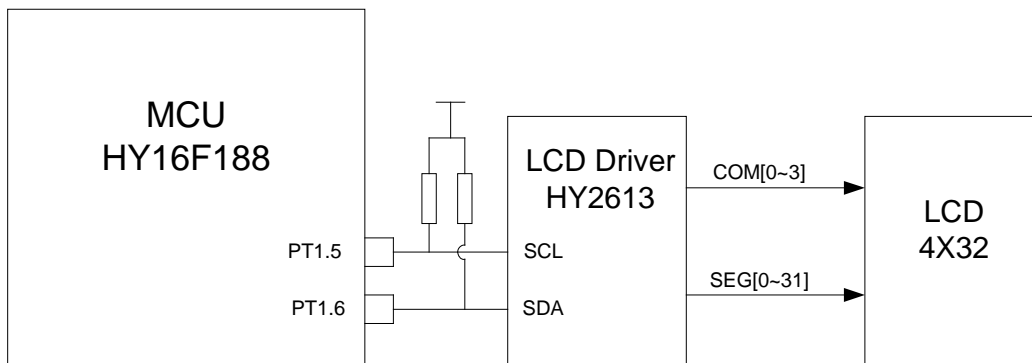 MCU
HY16F188
PT1.5
PT1.6
LCD Driver
HY2613
SCL
SDA
COM[0~3]
SEG[0~31]
LCD
4X32